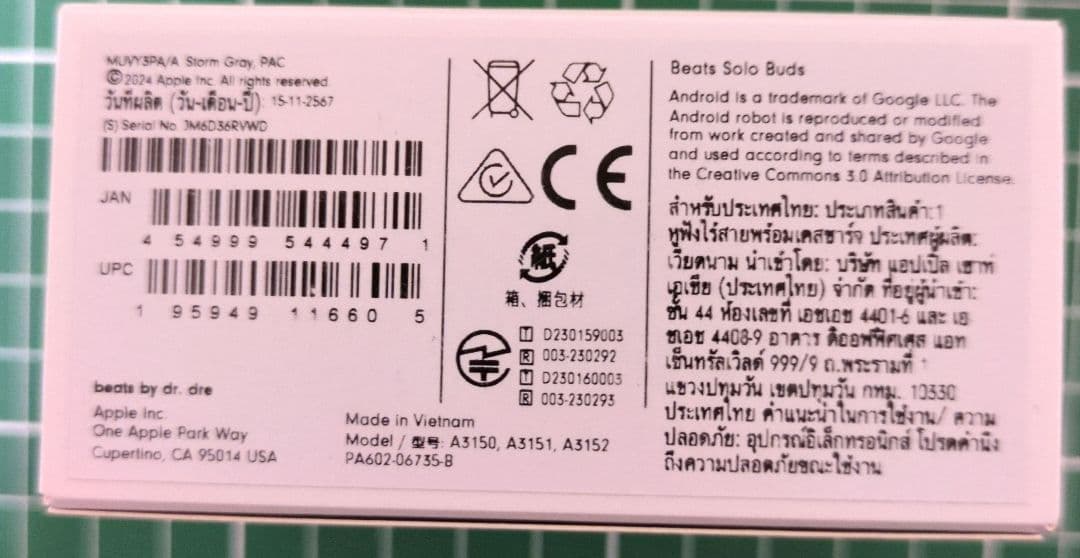 MUVY3PA/A Storm Gray, PAC
©2024 Apple Inc. All rights reserved.
วันที่ผลิต (วัน-เดือน-ปี): 15-11-2567
(S) Serial No. JM6D36RVWD
JAN
4 54999 544497 1
UPC
1 95949 11660 5
beats by dr. dre
Apple Inc.
One Apple Park Way
Cupertino, CA 95014 USA
CE
紙
箱、捆包材
T D230159003
R 003-230292
T D230160003
R 003-230293
Made in Vietnam
Model / 型号: A3150, A3151, A3152
PA602-06735-B
Beats Solo Buds
Android is a trademark of Google LLC. The
Android robot is reproduced or modified
from work created and shared by Google
and used according to terms described in
the Creative Commons 3.0 Attribution License.
สำหรับประเทศไทย: ประเภทสินค้า:1
หูฟังไร้สายพร้อมเคสชาร์จ ประเทศผู้ผลิต:
เวียดนาม นำเข้าโดย: บริษัท แอปเปิ้ล เซาท์
เอเชีย (ประเทศไทย) จำกัด ที่อยู่ผู้นำเข้า:
ชั้น 44 ห้องเลขที่ เอชเอช 4401-6 และ เอ
ชเอช 4408-9 อาคาร ดิออฟฟิศเศส แอท
เซ็นทรัลเวิลด์ 999/9 ถ.พระรามที่ 1
แขวงปทุมวัน เขตปทุมวัน กทม. 10330
ประเทศไทย คำแนะนำในการใช้งาน/ ความ
ปลอดภัย: อุปกรณ์อิเล็กทรอนิกส์ โปรดคำนึง
ถึงความปลอดภัยขณะใช้งาน